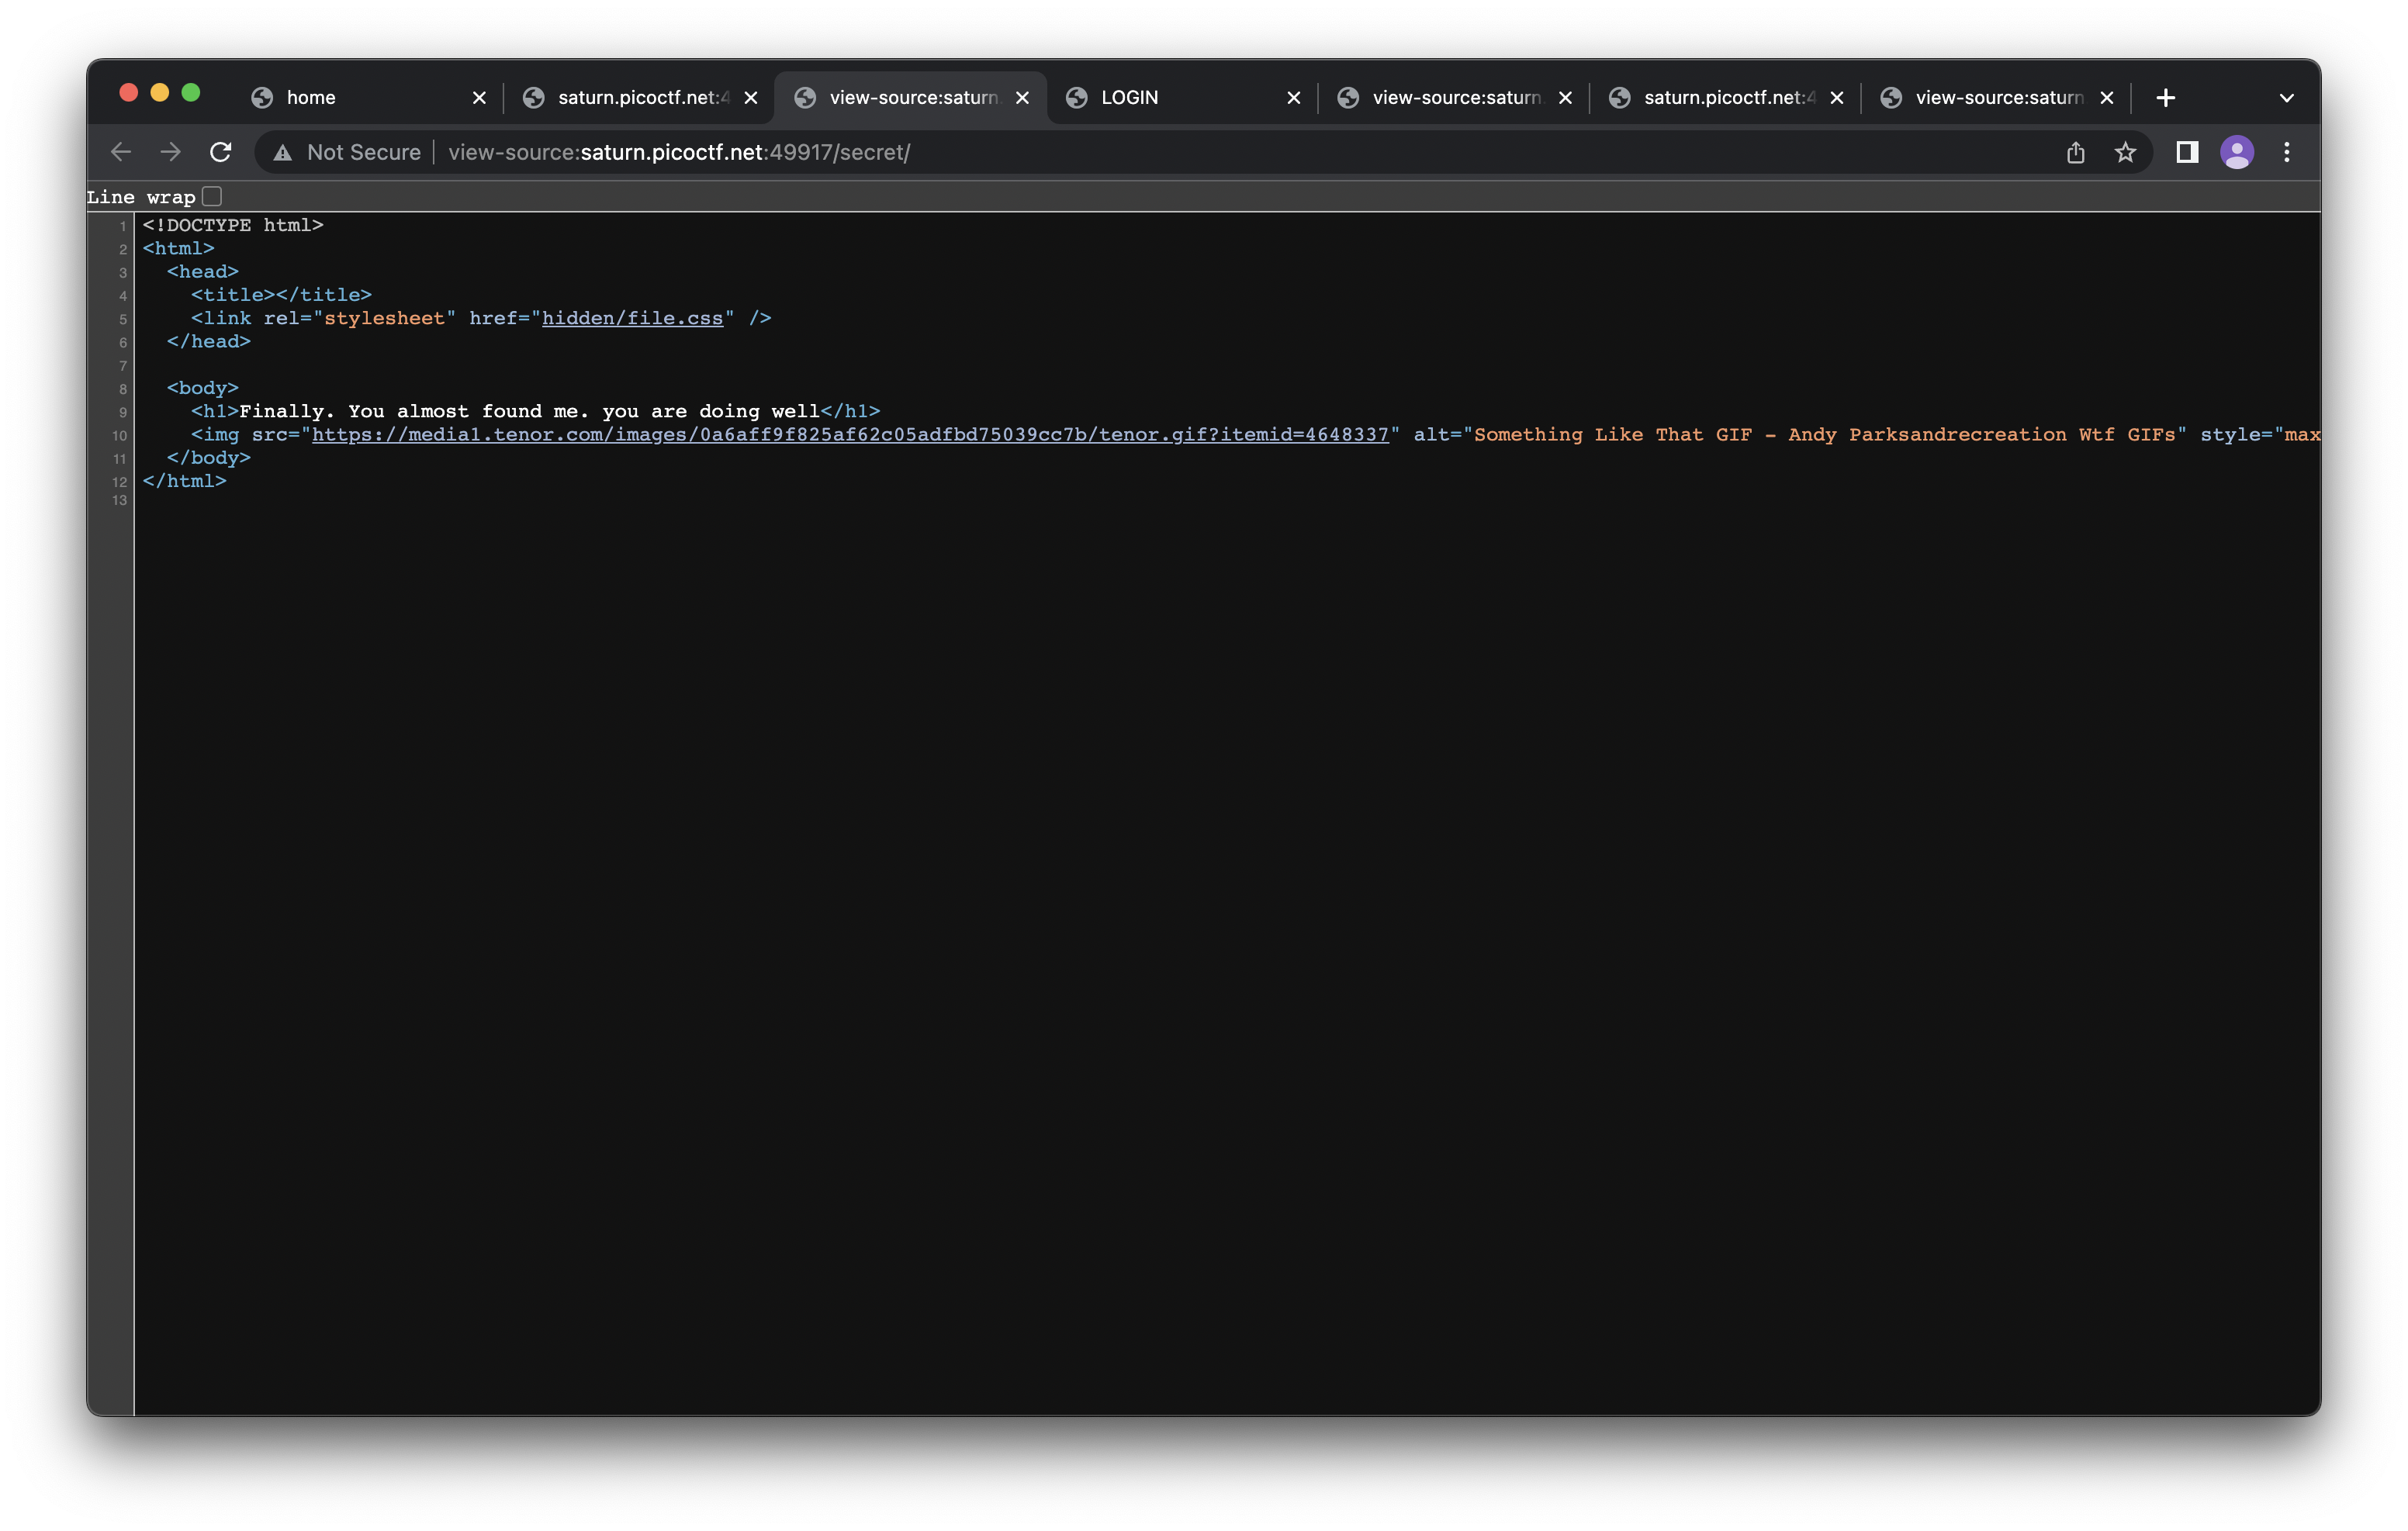 home saturn.picoctf.net:4 view-source:saturn. LOGIN view-source:saturn. saturn.picoctf.net:4 view-source:saturn.
Not Secure view-source:saturn.picoctf.net:49917/secret/
Line wrap
1 <!DOCTYPE html>
2 <html>
3 <head>
4 <title></title>
5 <link rel="stylesheet" href="hidden/file.css" />
6 </head>
7
8 <body>
9 <h1>Finally. You almost found me. you are doing well</h1>
10 <img src="https://media1.tenor.com/images/0a6aff9f825af62c05adfbd75039cc7b/tenor.gif?itemid=4648337" alt="Something Like That GIF - Andy Parksandrecreation Wtf GIFs" style="max
11 </body>
12 </html>
13